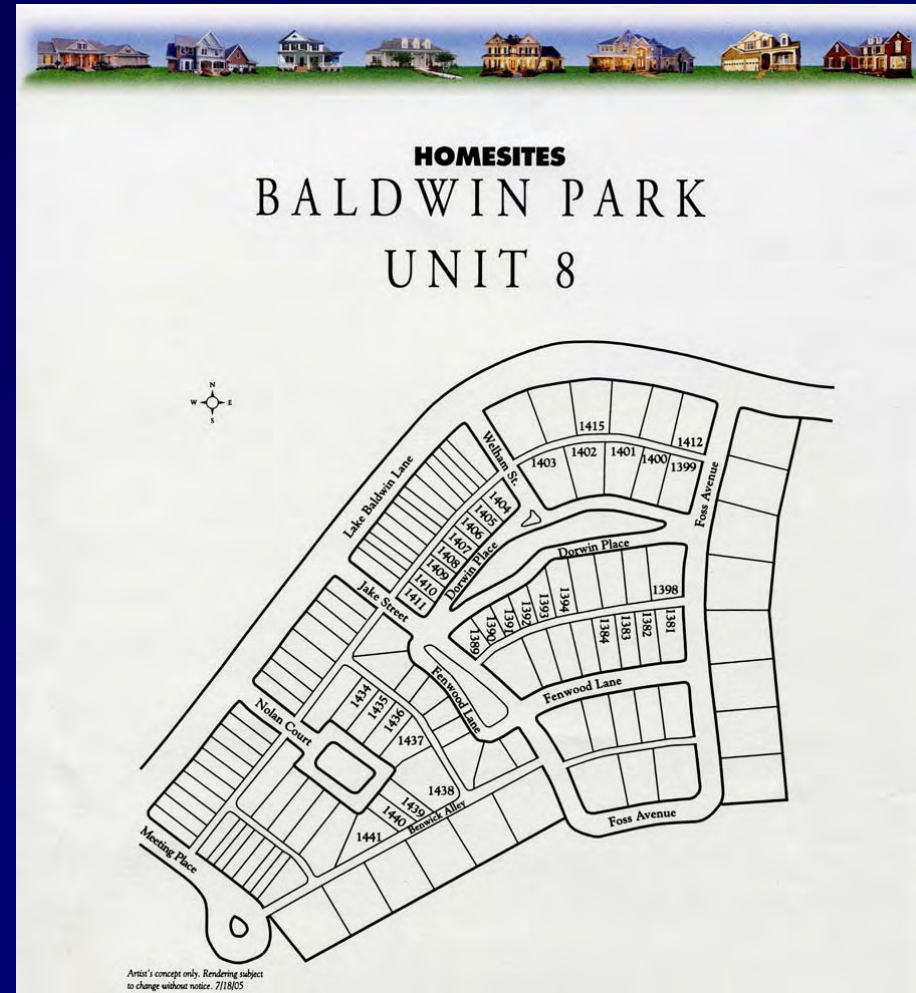 HOMESITES
BALDWIN PARK
UNIT 8
N
W E
S
Lake Baldwin Lane
Welham St.
Foss Avenue
1415
1412
1403
1402
1401
1400
1399
1404
1405
1406
1407
1408
1409
1410
1411
Dorwin Place
Dorwin Place
Jake Street
1398
1394
1393
1392
1391
1390
1389
1384
1383
1382
1381
Fenwood Lane
Fenwood Lane
Nolan Court
1434
1435
1436
1437
1438
1439
1440
1441
Benwick Alley
Foss Avenue
Meeting Place
Artist's concept only. Rendering subject
to change without notice. 7/18/05